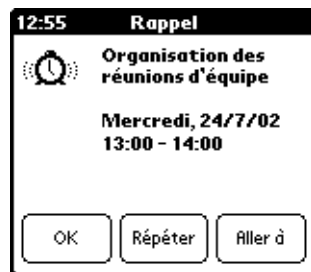 12:55 Rappel
Organisation des
réunions d'équipe
Mercredi, 24/7/02
13:00 - 14:00
OK Répéter Aller à